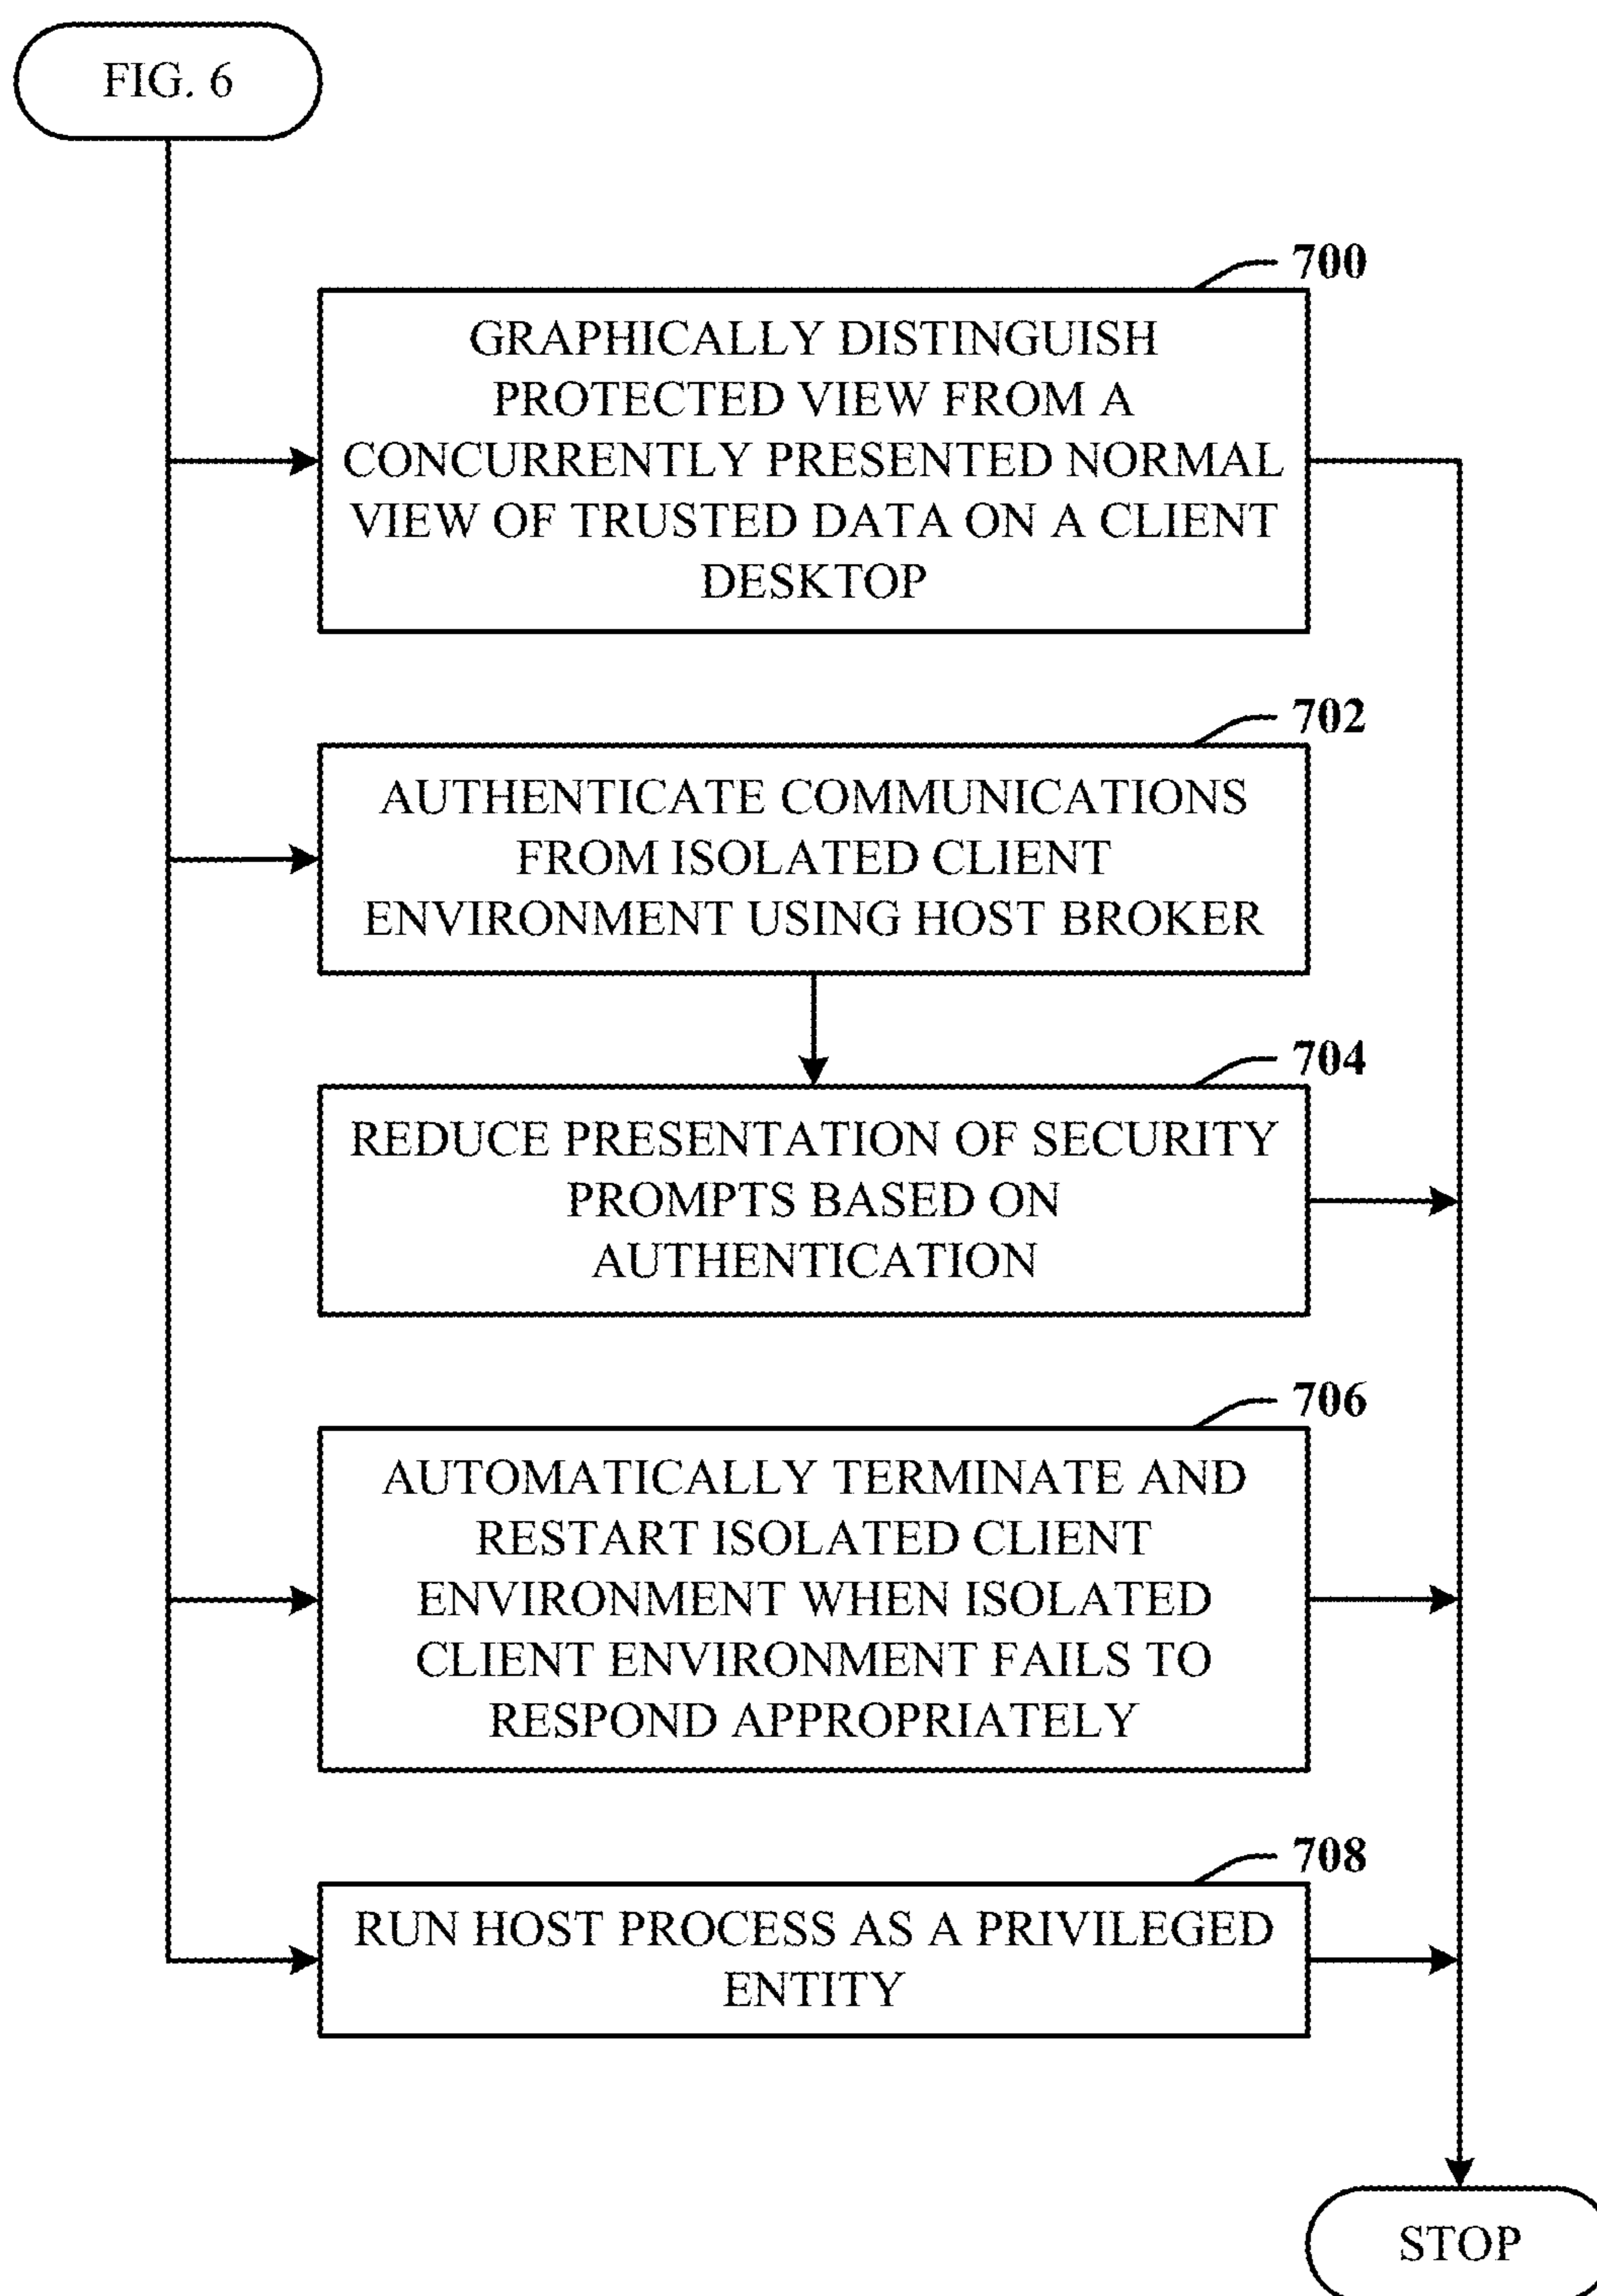 FIG. 6
700
GRAPHICALLY DISTINGUISH
PROTECTED VIEW FROM A
CONCURRENTLY PRESENTED NORMAL
VIEW OF TRUSTED DATA ON A CLIENT
DESKTOP
702
AUTHENTICATE COMMUNICATIONS
FROM ISOLATED CLIENT
ENVIRONMENT USING HOST BROKER
704
REDUCE PRESENTATION OF SECURITY
PROMPTS BASED ON
AUTHENTICATION
706
AUTOMATICALLY TERMINATE AND
RESTART ISOLATED CLIENT
ENVIRONMENT WHEN ISOLATED
CLIENT ENVIRONMENT FAILS TO
RESPOND APPROPRIATELY
708
RUN HOST PROCESS AS A PRIVILEGED
ENTITY
STOP